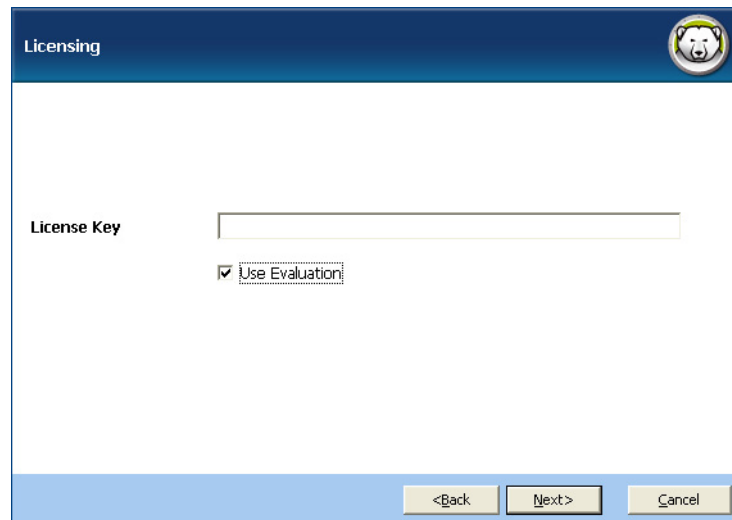 Licensing
License Key
Use Evaluation
<Back
Next>
Cancel